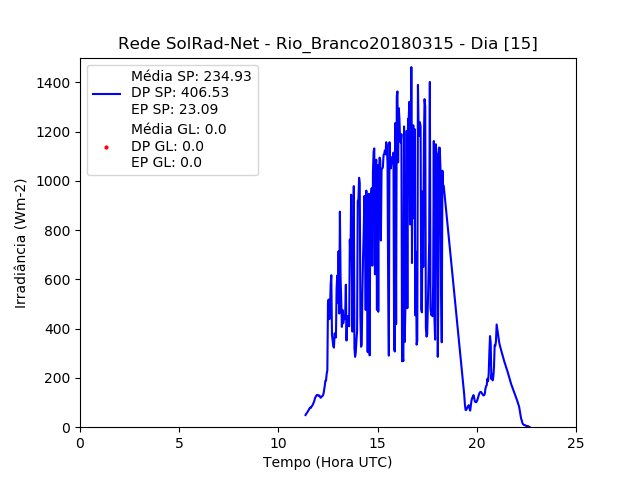 Rede SolRad-Net - Rio_Branco20180315 - Dia [15]
Média SP: 234.93
DP SP: 406.53
EP SP: 23.09
Média GL: 0.0
DP GL: 0.0
EP GL: 0.0
1400
1200
1000
800
600
400
200
0
Irradiância (Wm-2)
0 5 10 15 20 25
Tempo (Hora UTC)